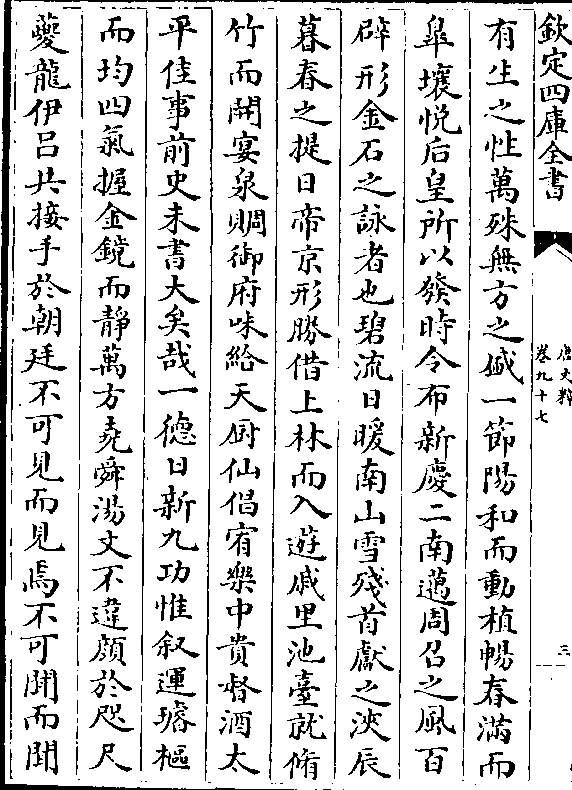 欽定四庫全書
唐文粹
卷九十七
三
有生之性萬殊無方之感一節陽和而動植暢春滿而
皐壤悦后皇所以發時令布新慶二南邁周召之風百
辟形金石之詠者也碧流日暖南山雪殘首獻之浹辰
暮春之提日帝京形勝借上林而入遊戚里池臺就脩
竹而開宴泉賜御府味給天厨仙倡宥樂中貴督酒太
平佳事前史未書大矣哉一德日新九功惟叙運璿樞
而均四氣握金鏡而靜萬方堯舜湯文不違顔於咫尺
夔龍伊吕共接手於朝廷不可見而見焉不可聞而聞